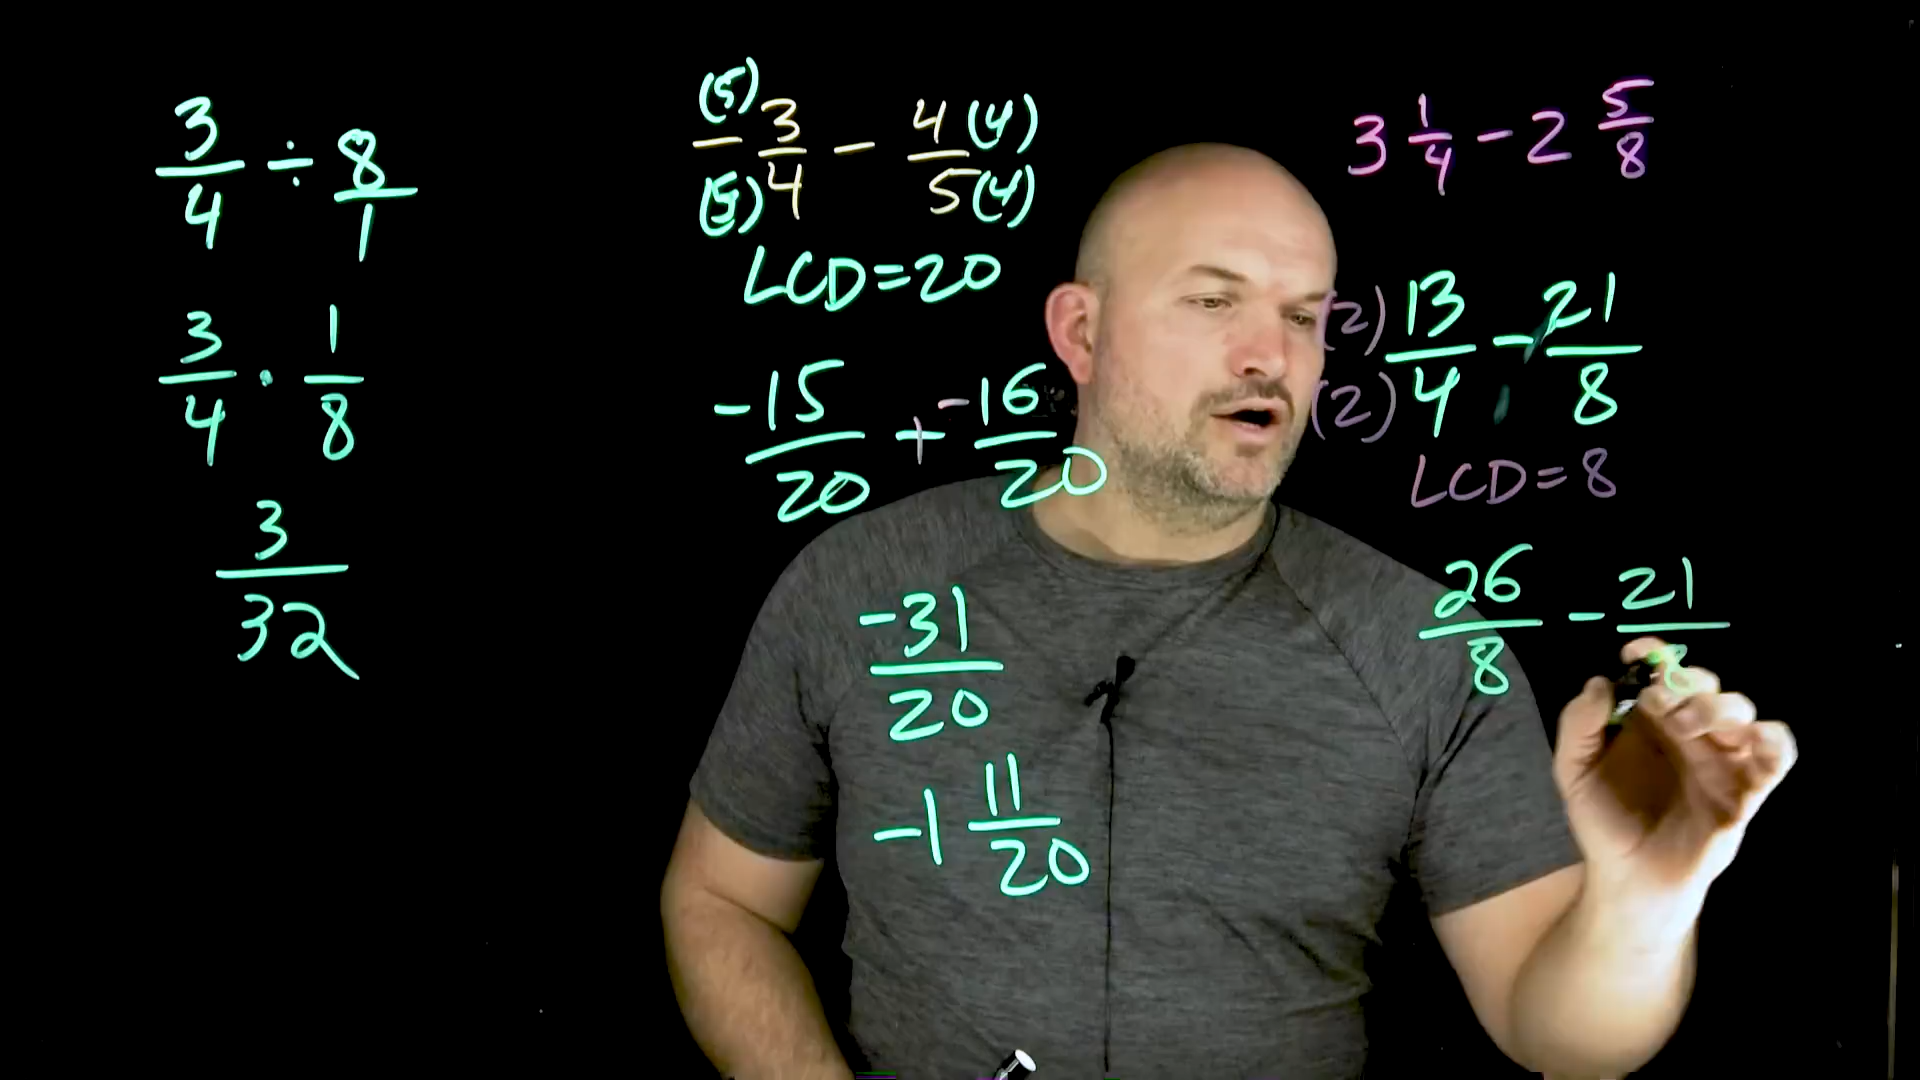 3/4 ÷ 8/1
3/4 · 1/8
3/32
(5) 4 (4)
- 3/4 - 4/5
(5) (4)
LCD=20
-15/20 + -16/20
-31/20
-1 11/20
3 1/4 - 2 5/8
(2) 13/4 - 21/8
(2)
LCD=8
26/8 - 21/8